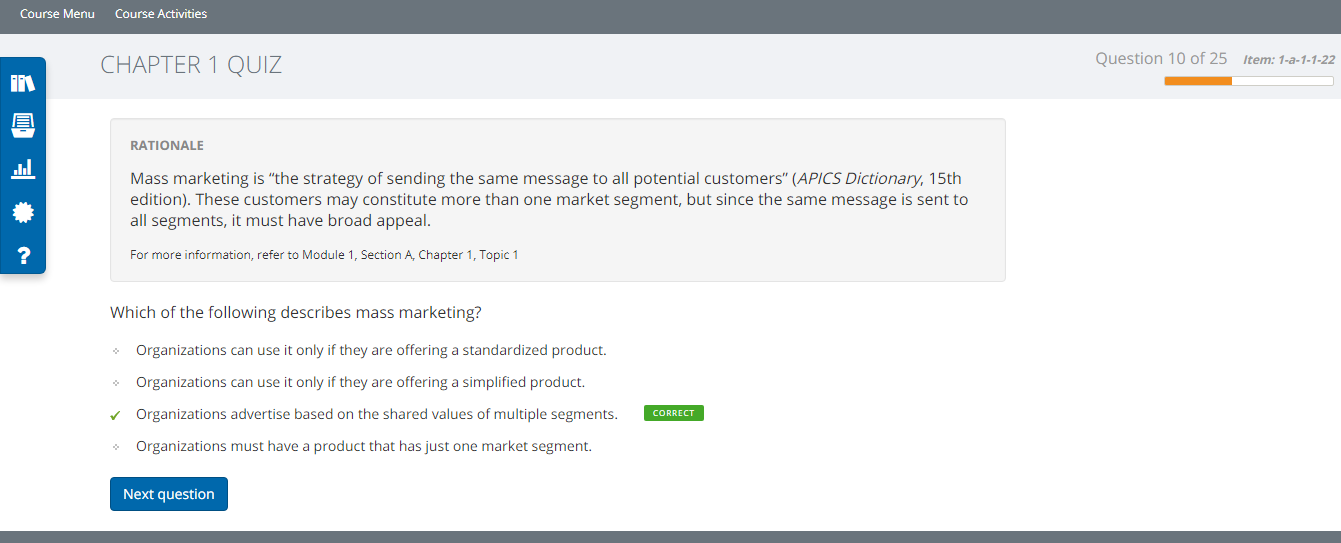 Course Menu Course Activities
CHAPTER 1 QUIZ
Question 10 of 25 Item: 1-a-1-1-22
RATIONALE
Mass marketing is “the strategy of sending the same message to all potential customers” (APICS Dictionary, 15th
edition). These customers may constitute more than one market segment, but since the same message is sent to
all segments, it must have broad appeal.
For more information, refer to Module 1, Section A, Chapter 1, Topic 1
Which of the following describes mass marketing?
Organizations can use it only if they are offering a standardized product.
Organizations can use it only if they are offering a simplified product.
Organizations advertise based on the shared values of multiple segments. CORRECT
Organizations must have a product that has just one market segment.
Next question
?